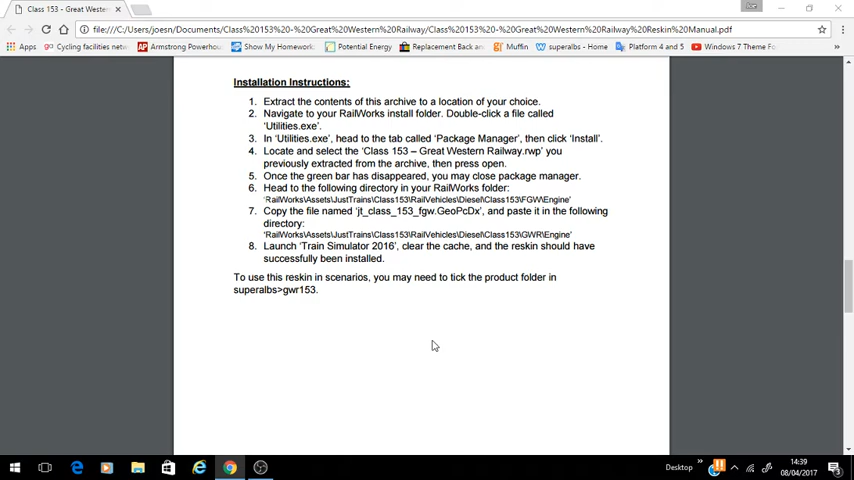 Class 153 - Great Wester
Joe
file:///C:/Users/joesn/Documents/Class%20153%20-%20Great%20Western%20Railway/Class%20153%20-%20Great%20Western%20Railway%20Reskin%20Manual.pdf
Apps Cycling facilities netw Armstrong Powerhou Show My Homework Potential Energy Replacement Back an Muffin superalbs - Home Platform 4 and 5 Windows 7 Theme Fo
Installation Instructions:
1. Extract the contents of this archive to a location of your choice.
2. Navigate to your RailWorks install folder. Double-click a file called
‘Utilities.exe’.
3. In ‘Utilities.exe’, head to the tab called ‘Package Manager’, then click ‘Install’.
4. Locate and select the ‘Class 153 – Great Western Railway.rwp’ you
previously extracted from the archive, then press open.
5. Once the green bar has disappeared, you may close package manager.
6. Head to the following directory in your RailWorks folder:
‘RailWorks\Assets\JustTrains\Class153\RailVehicles\Diesel\Class153\FGW\Engine’
7. Copy the file named ‘jt_class_153_fgw.GeoPcDx’, and paste it in the following
directory:
‘RailWorks\Assets\JustTrains\Class153\RailVehicles\Diesel\Class153\GWR\Engine’
8. Launch ‘Train Simulator 2016’, clear the cache, and the reskin should have
successfully been installed.
To use this reskin in scenarios, you may need to tick the product folder in
superalbs>gwr153.
Desktop
14:39
08/04/2017